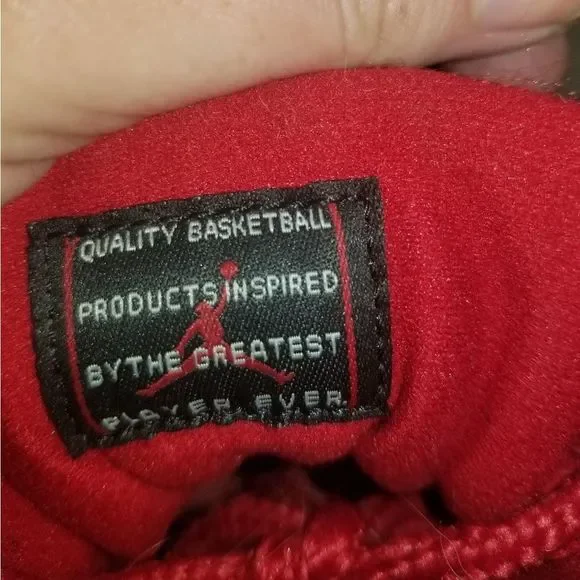 QUALITY BASKETBALL
PRODUCTS INSPIRED
BY THE GREATEST
PLAYER EVER.